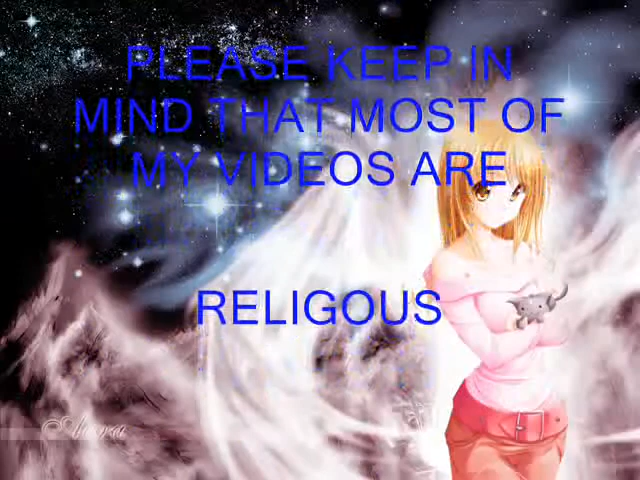 PLEASE KEEP IN
MIND THAT MOST OF
MY VIDEOS ARE
RELIGOUS